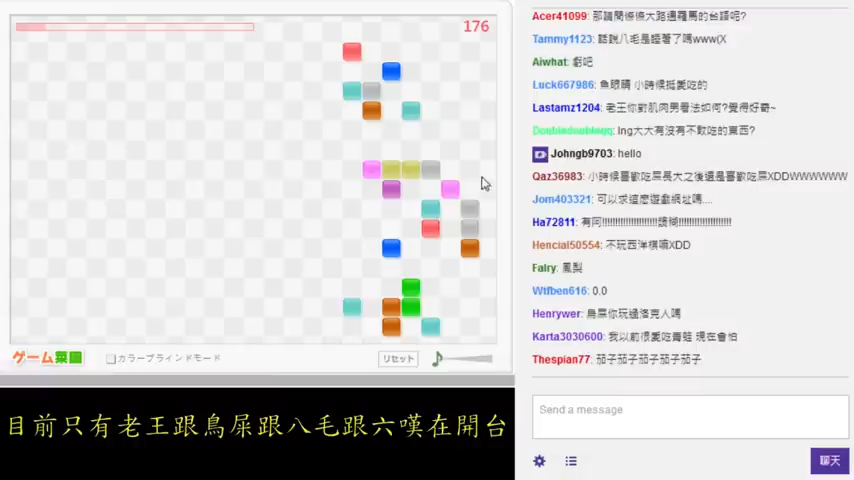 176
ゲーム菜園
カラーブラインドモード
リセット
目前只有老王跟鳥屎跟八毛跟六嘆在開台
Acer41099: 那請問條條大路通羅馬的台語呢?
Tammy1123: 話說八毛是睡著了嗎www(X
Aiwhat: 虧吧
Luck667986: 魚眼睛 小時候挺愛吃的
Lastamz1204: 老王你對肌肉男看法如何?覺得好奇~
Ing大大有沒有不敢吃的東西?
Johngb9703: hello
Qaz36983: 小時候喜歡吃屎長大之後還是喜歡吃屎XDDWWWWWWW
Jom403321: 可以求這麼遊戲網址嗎....
Ha72811: 有阿!!!!!!!!!!!!!!!!!!!!!!請糊!!!!!!!!!!!!!!!!!!!!!
Hencial50554: 不玩西洋棋嘛XDD
Falry: 鳳梨
Wtfben616: 0.0
Henrywer: 鳥屎你玩過洛克人嗎
Karta3030600: 我以前很愛吃青蛙 現在會怕
Thespian77: 茄子茄子茄子茄子茄子
Send a message
聊天